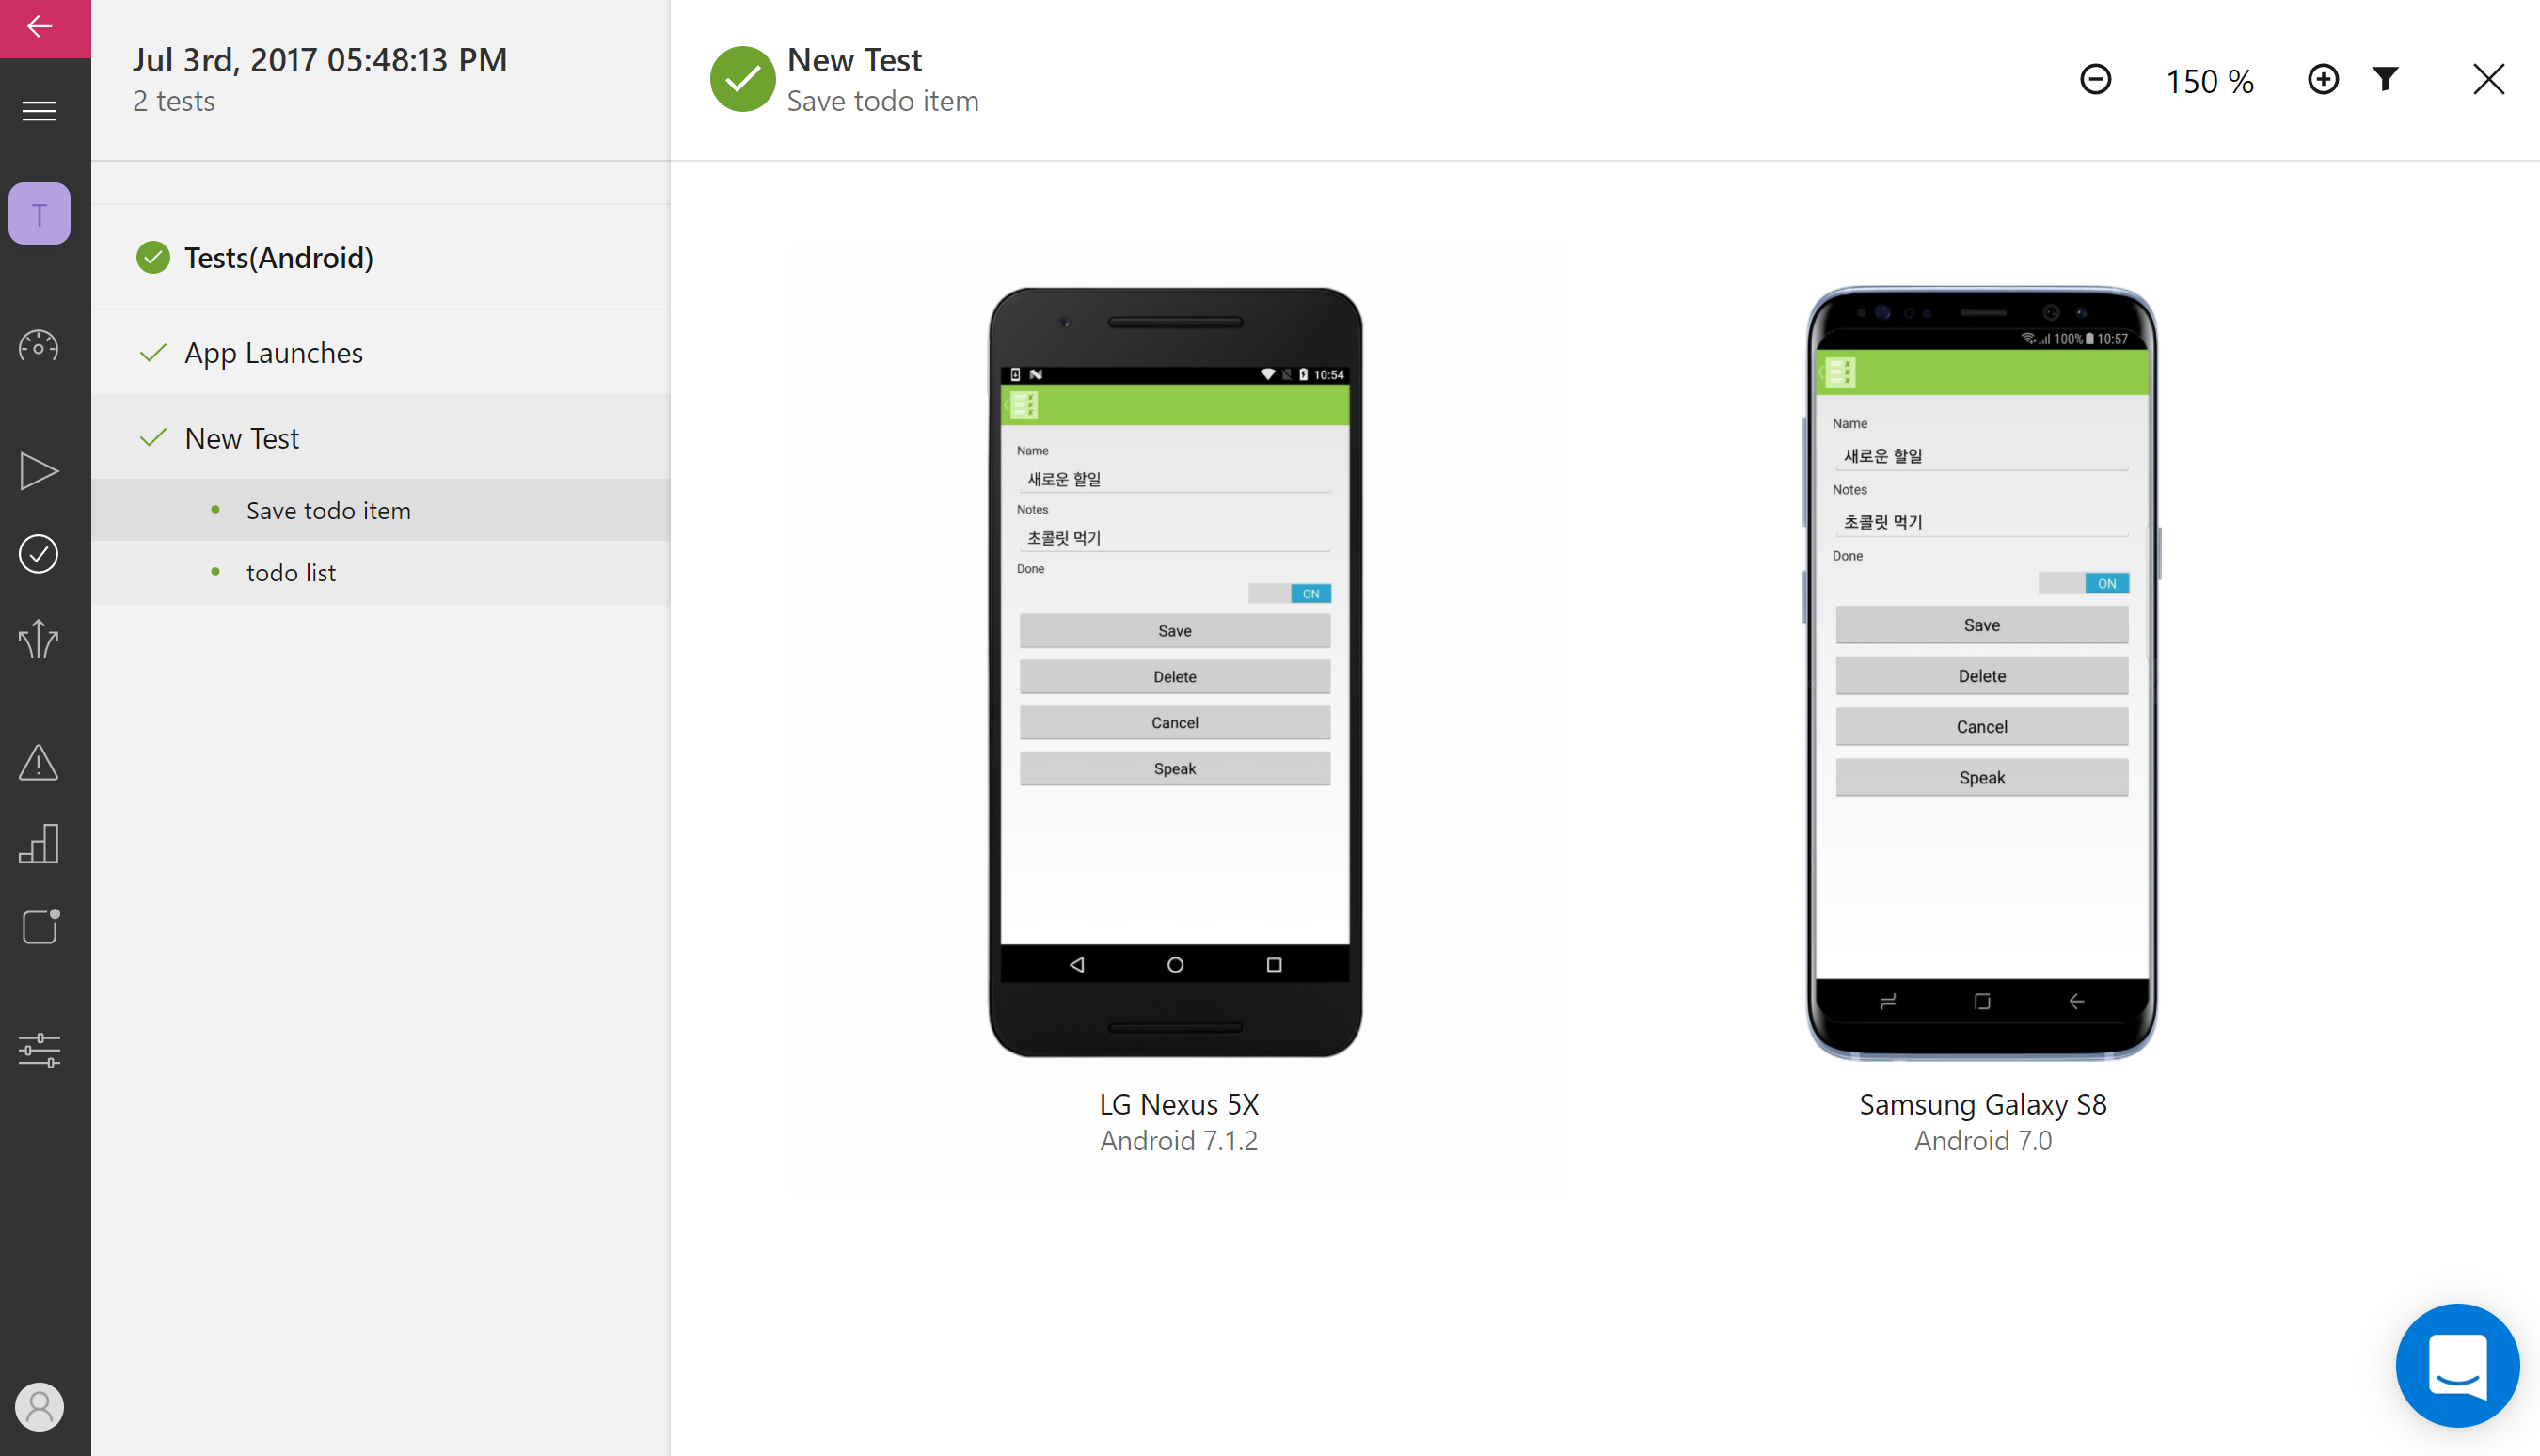 Jul 3rd, 2017 05:48:13 PM
2 tests
T
Tests(Android)
App Launches
New Test
Save todo item
todo list
New Test
Save todo item
150 %
10:54
Name
새로운 할일
Notes
초콜릿 먹기
Done
ON
Save
Delete
Cancel
Speak
LG Nexus 5X
Android 7.1.2
100% 10:57
Name
새로운 할일
Notes
초콜릿 먹기
Done
ON
Save
Delete
Cancel
Speak
Samsung Galaxy S8
Android 7.0